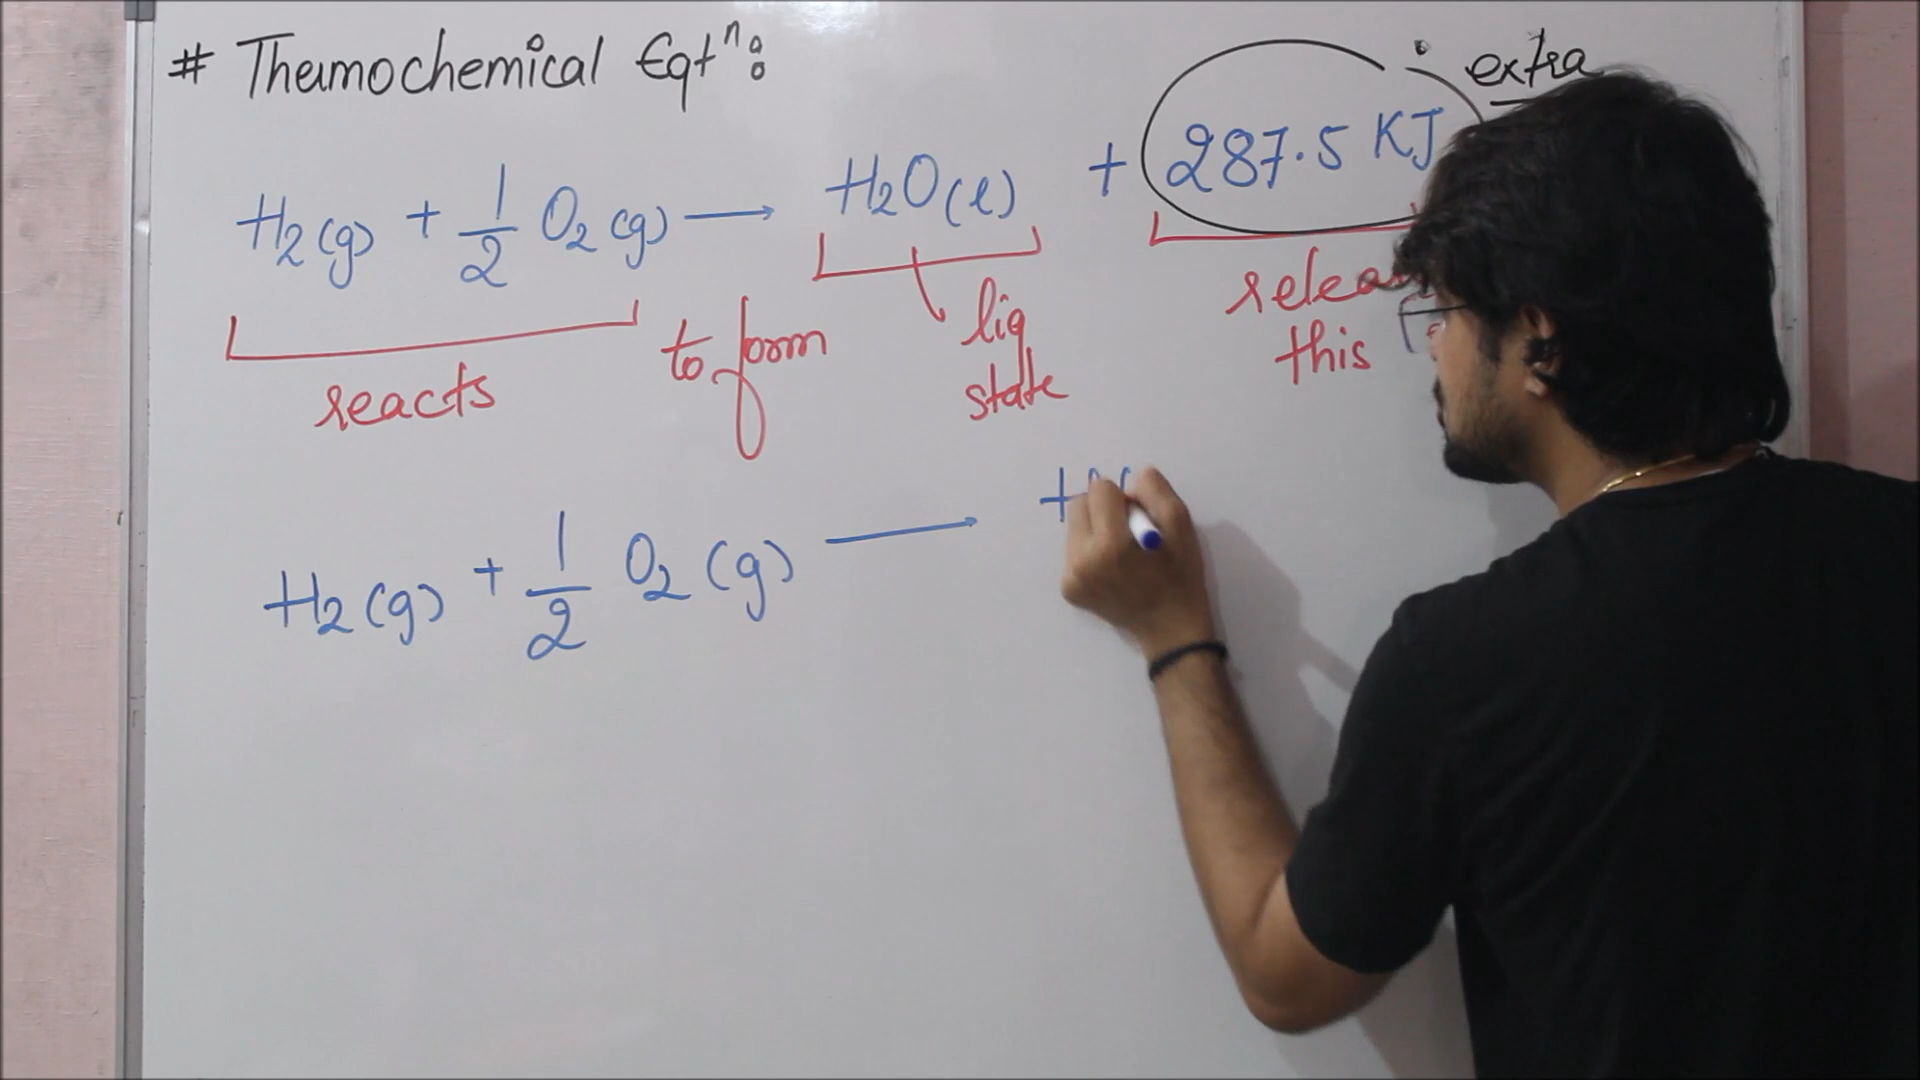 # Thermochemical Eqtⁿ:
extra
H₂(g) + 1/2 O₂(g) → H₂O(l) + 287.5 KJ
reacts
to form
liq
state
this
H₂(g) + 1/2 O₂(g) →